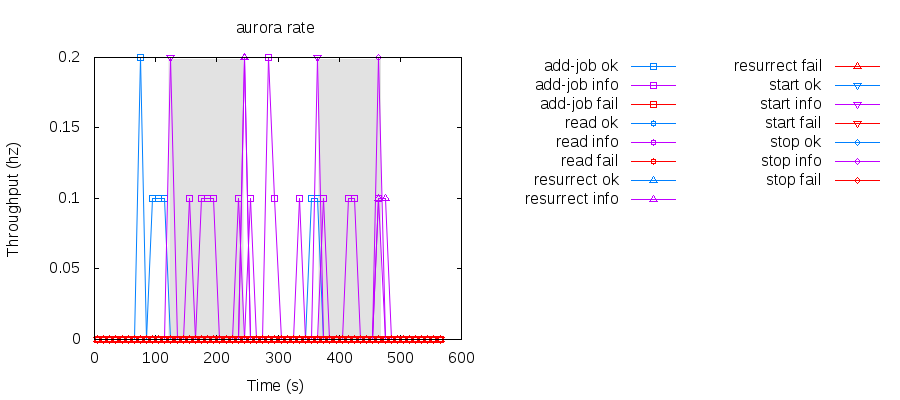 aurora rate
Throughput (hz)
0.2
0.15
0.1
0.05
0
0 100 200 300 400 500 600
Time (s)
add-job ok
add-job info
add-job fail
read ok
read info
read fail
resurrect ok
resurrect info
resurrect fail
start ok
start info
start fail
stop ok
stop info
stop fail